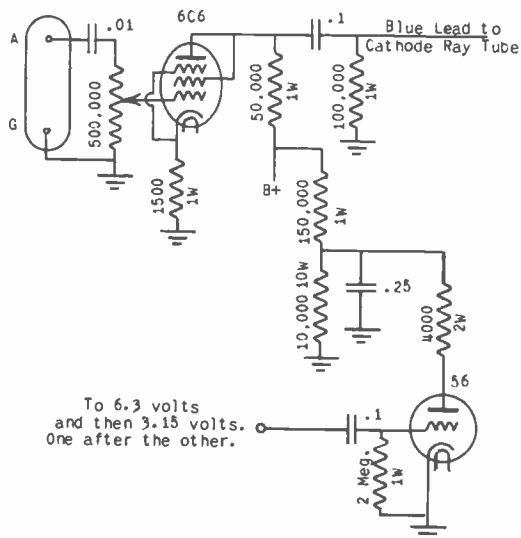 A
G
.01
500,000
6C6
1500
1W
50,000
1W
.1
100,000
1W
Blue Lead to
Cathode Ray Tube
B+
150,000
1W
10,000 10W
.25
4000
2W
56
To 6.3 volts
and then 3.15 volts.
One after the other.
.1
2 Meg.
1W